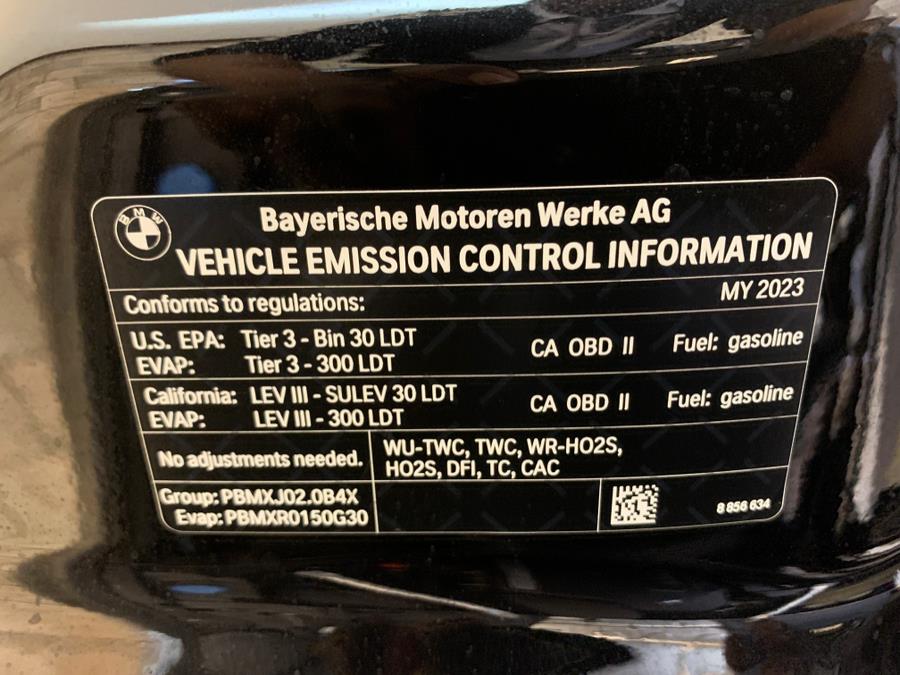 BMW
Bayerische Motoren Werke AG
VEHICLE EMISSION CONTROL INFORMATION
Conforms to regulations: MY 2023
U.S. EPA: Tier 3 - Bin 30 LDT CA OBD II Fuel: gasoline
EVAP: Tier 3 - 300 LDT
California: LEV III - SULEV 30 LDT CA OBD II Fuel: gasoline
EVAP: LEV III - 300 LDT
No adjustments needed.
WU-TWC, TWC, WR-HO2S,
HO2S, DFI, TC, CAC
Group: PBMXJ02.0B4X
Evap: PBMXR0150G30
8 856 634